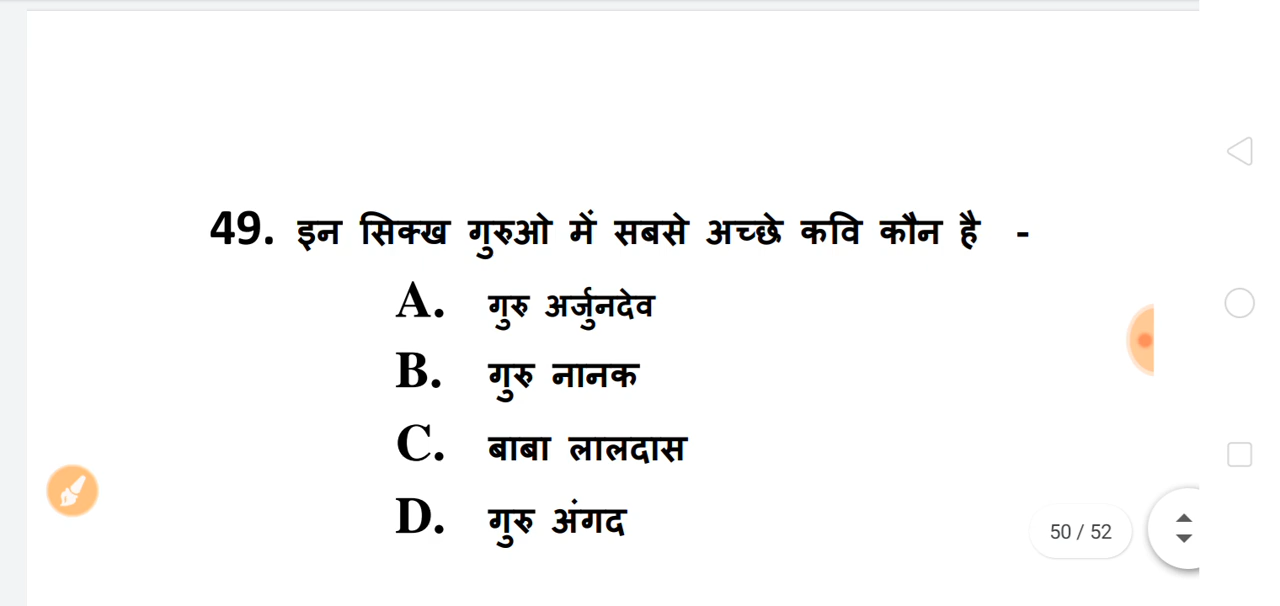 49. इन सिक्ख गुरुओ में सबसे अच्छे कवि कौन है -
A. गुरु अर्जुनदेव
B. गुरु नानक
C. बाबा लालदास
D. गुरु अंगद
50 / 52